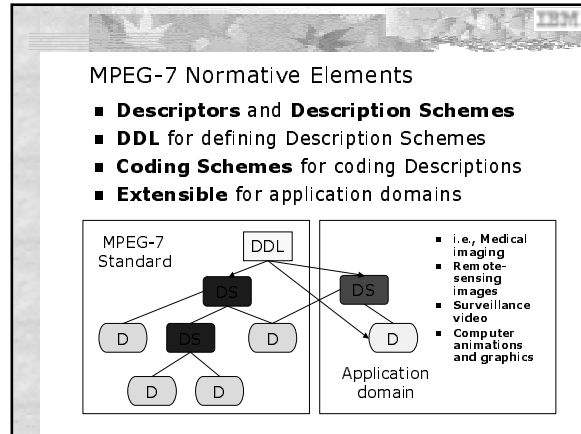 IBM
MPEG-7 Normative Elements
Descriptors and Description Schemes
DDL for defining Description Schemes
Coding Schemes for coding Descriptions
Extensible for application domains
MPEG-7
Standard
DDL
DS
D
DS
D
D
D
DS
D
Application
domain
i.e., Medical
imaging
Remote-
sensing
images
Surveillance
video
Computer
animations
and graphics